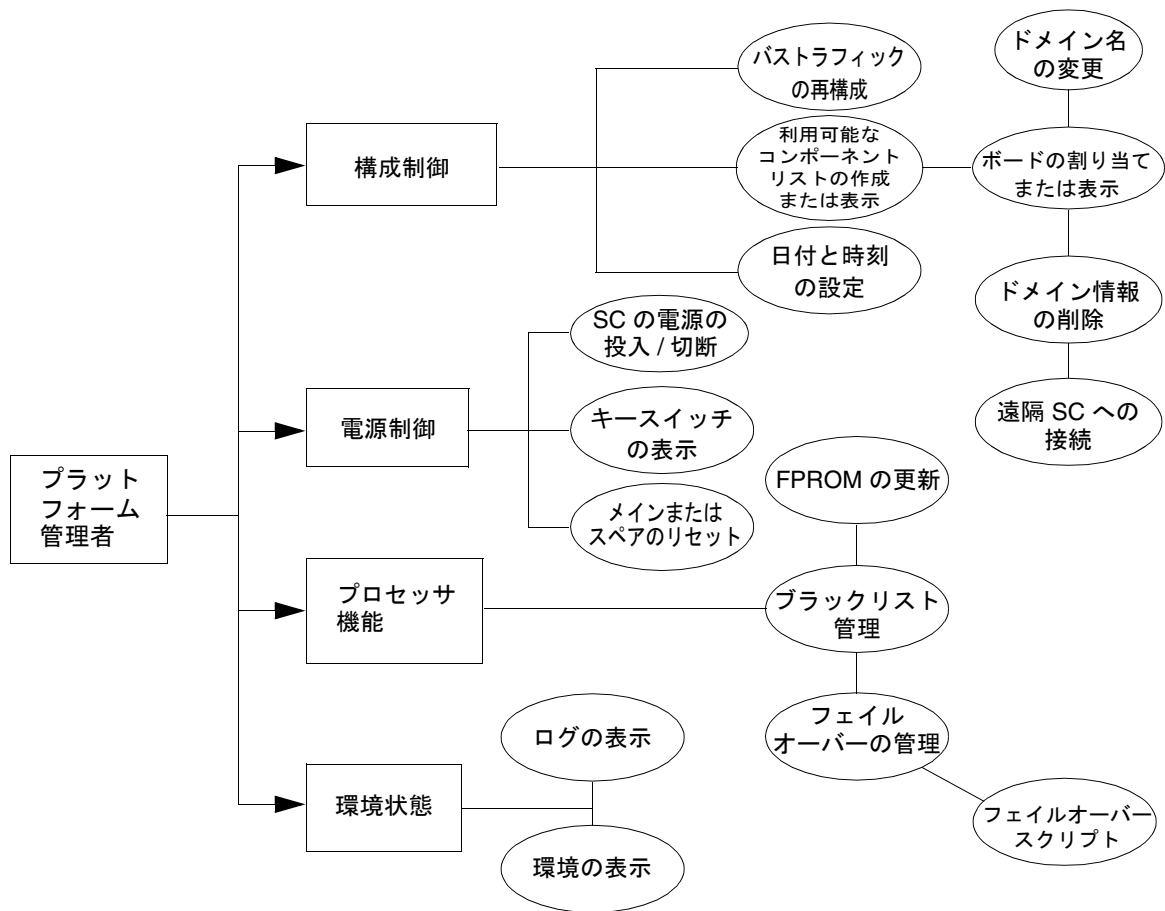 プラット
フォーム
管理者
構成制御
バストラフィック
の再構成
利用可能な
コンポーネント
リストの作成
または表示
日付と時刻
の設定
ドメイン名
の変更
ボードの割り当て
または表示
ドメイン情報
の削除
遠隔 SC への
接続
電源制御
SC の電源の
投入 / 切断
キースイッチ
の表示
メインまたは
スペアのリセット
プロセッサ
機能
FPROM の更新
ブラックリスト
管理
フェイル
オーバーの管理
フェイルオーバー
スクリプト
環境状態
ログの表示
環境の表示